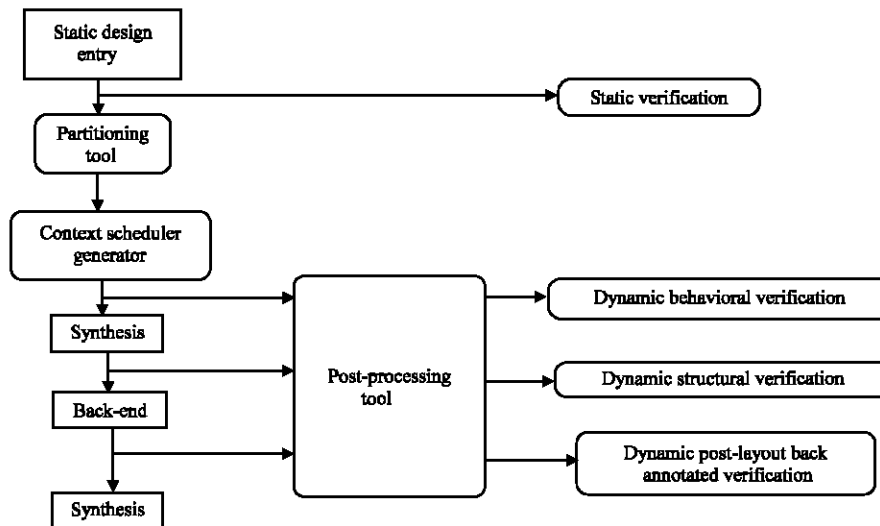 Static design
entry
Static verification
Partitioning
tool
Context scheduler
generator
Dynamic behavioral verification
Synthesis
Post-processing
tool
Dynamic structural verification
Back-end
Dynamic post-layout back
annotated verification
Synthesis